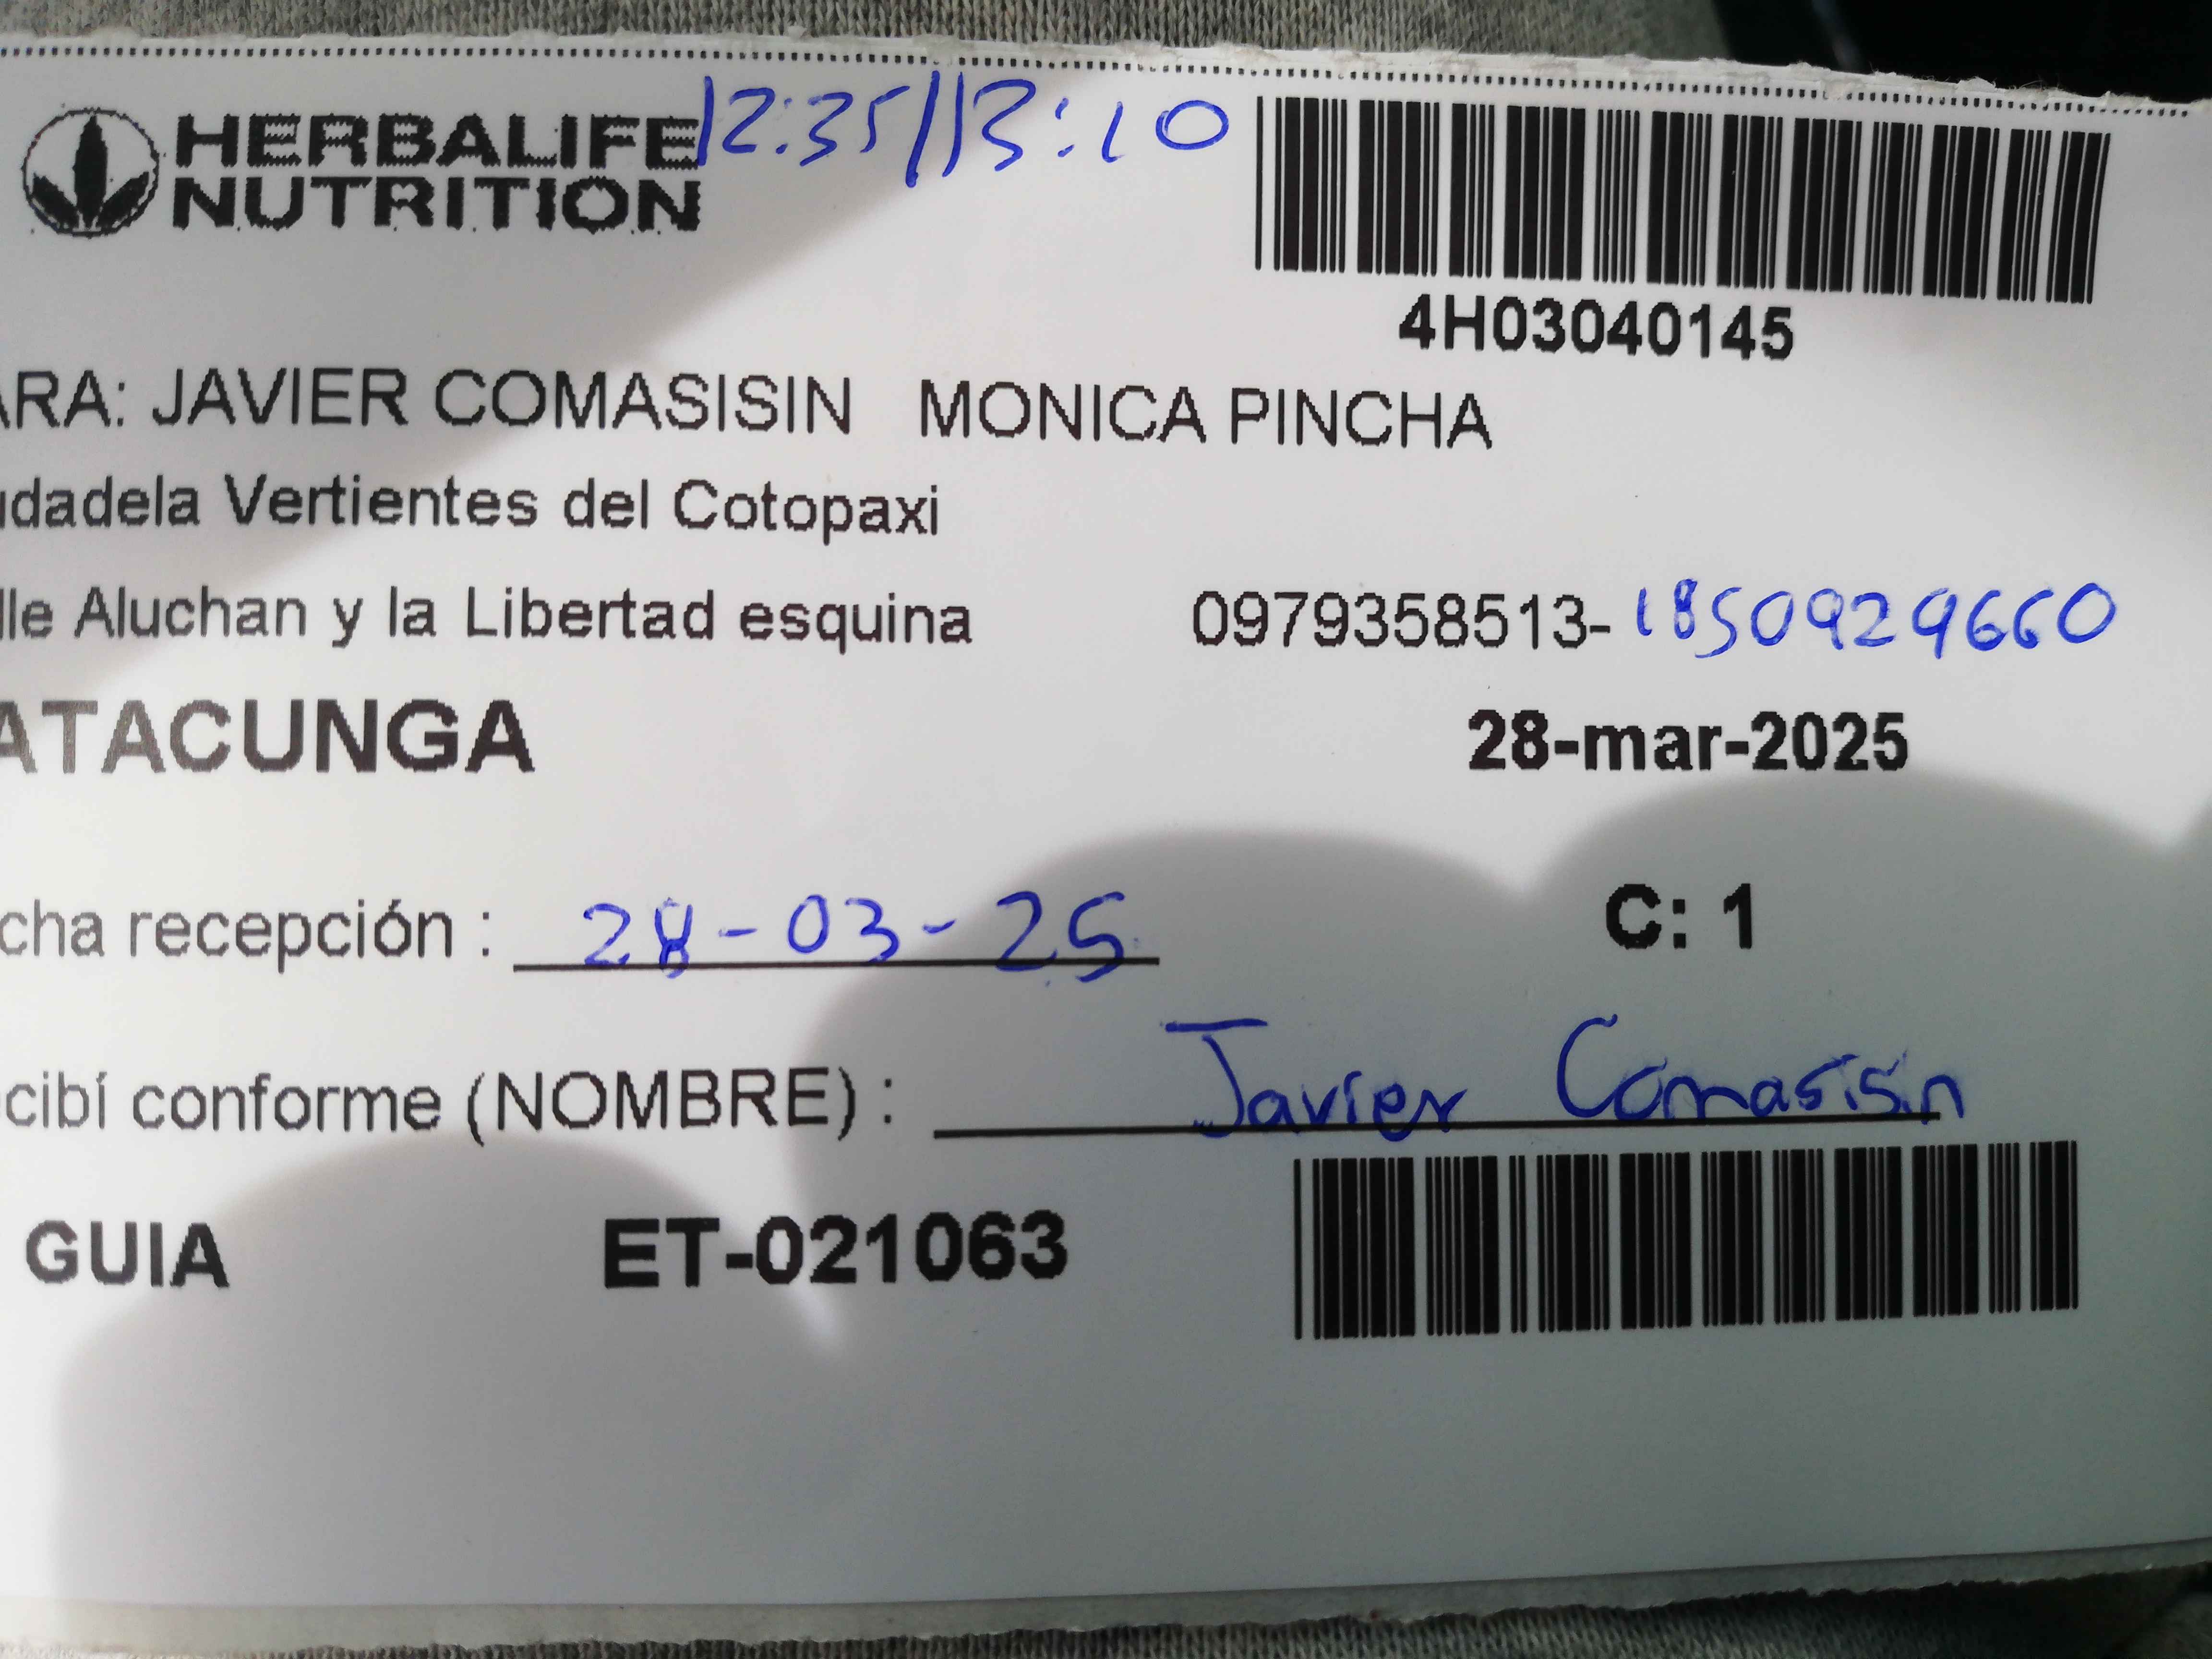 HERBALIFE 12:35/13:10
NUTRITION
4H03040145
ARA: JAVIER COMASISIN MONICA PINCHA
udadela Vertientes del Cotopaxi
lle Aluchan y la Libertad esquina 0979358513-1850929660
ATACUNGA 28-mar-2025
cha recepción : 28-03-25 C: 1
cibí conforme (NOMBRE) : Javier Comasisin
GUIA ET-021063